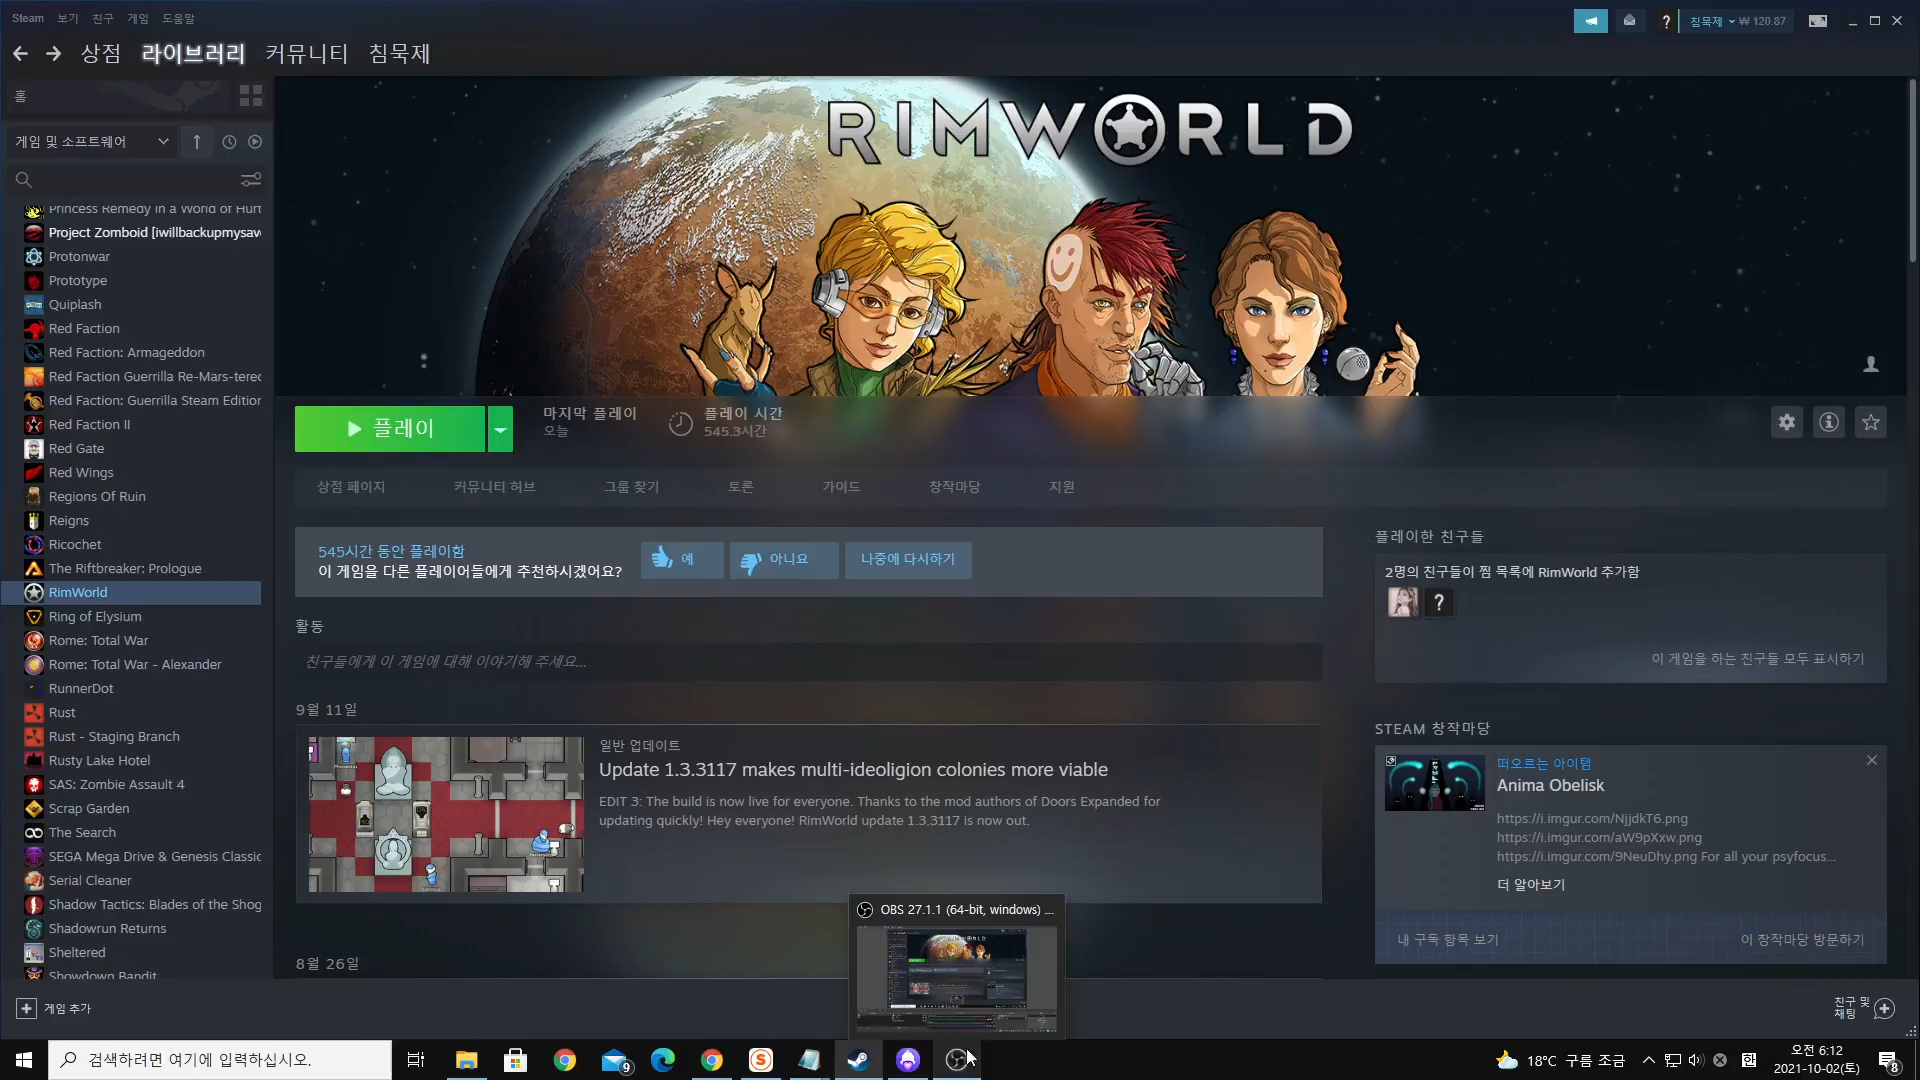 Steam 보기 친구 게임 도움말
침묵제 ₩ 120.87
상점 라이브러리 커뮤니티 침묵제
홈
게임 및 소프트웨어
Princess Remedy in a World of Hurt
Project Zomboid [iwillbackupmysave
Protonwar
Prototype
Quiplash
Red Faction
Red Faction: Armageddon
Red Faction Guerrilla Re-Mars-tered
Red Faction: Guerrilla Steam Edition
Red Faction II
Red Gate
Red Wings
Regions Of Ruin
Reigns
Ricochet
The Riftbreaker: Prologue
RimWorld
Ring of Elysium
Rome: Total War
Rome: Total War - Alexander
RunnerDot
Rust
Rust - Staging Branch
Rusty Lake Hotel
SAS: Zombie Assault 4
Scrap Garden
The Search
SEGA Mega Drive & Genesis Classic
Serial Cleaner
Shadow Tactics: Blades of the Shog
Shadowrun Returns
Sheltered
Showdown Bandit
게임 추가
RIMWORLD
플레이
마지막 플레이
오늘
플레이 시간
545.3시간
상점 페이지 커뮤니티 허브 그룹 찾기 토론 가이드 창작마당 지원
545시간 동안 플레이함
이 게임을 다른 플레이어들에게 추천하시겠어요?
예 아니요 나중에 다시하기
활동
친구들에게 이 게임에 대해 이야기해 주세요...
9월 11일
일반 업데이트
Update 1.3.3117 makes multi-ideoligion colonies more viable
EDIT 3: The build is now live for everyone. Thanks to the mod authors of Doors Expanded for
updating quickly! Hey everyone! RimWorld update 1.3.3117 is now out.
8월 26일
플레이한 친구들
2명의 친구들이 찜 목록에 RimWorld 추가함
?
이 게임을 하는 친구들 모두 표시하기
STEAM 창작마당
떠오르는 아이템
Anima Obelisk
https://i.imgur.com/NjjdkT6.png
https://i.imgur.com/aW9pXxw.png
https://i.imgur.com/9NeuDhy.png For all your psyfocus...
더 알아보기
내 구독 항목 보기 이 창작마당 방문하기
OBS 27.1.1 (64-bit, windows) ...
친구 및
채팅
검색하려면 여기에 입력하십시오.
9
18℃ 구름 조금
한
오전 6:12
2021-10-02(토)
8